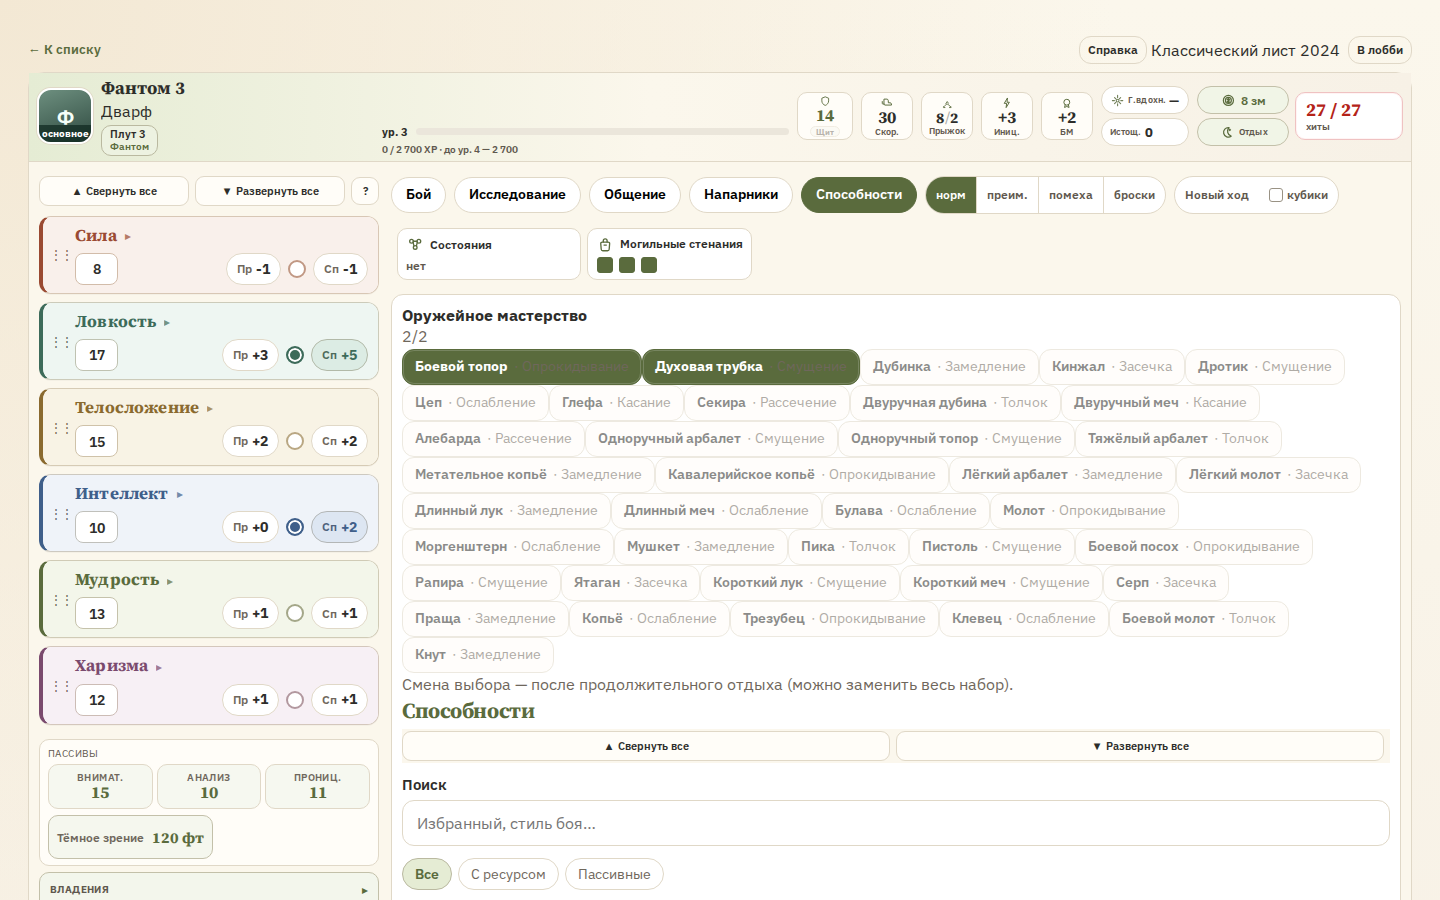 ← К списку
Справка Классический лист 2024 В лобби
Ф
основное
Фантом 3
Дварф
Плут 3
Фантом
ур. 3
0 / 2 700 XP · до ур. 4 — 2 700
14
Щит
30
Скор.
8/2
Прыжок
+3
Иниц.
+2
БМ
Г.вдохн. —
Истощ. 0
8 зм
Отдых
27 / 27
хиты
▲ Свернуть все ▼ Развернуть все ?
Сила ▸
8 Пр -1 Сп -1
Ловкость ▸
17 Пр +3 Сп +5
Телосложение ▸
15 Пр +2 Сп +2
Интеллект ▸
10 Пр +0 Сп +2
Мудрость ▸
13 Пр +1 Сп +1
Харизма ▸
12 Пр +1 Сп +1
ПАССИВЫ
ВНИМАТ. АНАЛИЗ ПРОНИЦ.
15 10 11
Тёмное зрение 120 фт
ВЛАДЕНИЯ ▸
Бой Исследование Общение Напарники Способности норм преим. помеха броски Новый ход кубики
Состояния
нет
Могильные стенания
Оружейное мастерство
2/2
Боевой топор · Опрокидывание Духовая трубка · Смущение Дубинка · Замедление Кинжал · Засечка Дротик · Смущение
Цеп · Ослабление Глефа · Касание Секира · Рассечение Двуручная дубина · Толчок Двуручный меч · Касание
Алебарда · Рассечение Одноручный арбалет · Смущение Одноручный топор · Смущение Тяжёлый арбалет · Толчок
Метательное копьё · Замедление Кавалерийское копьё · Опрокидывание Лёгкий арбалет · Замедление Лёгкий молот · Засечка
Длинный лук · Замедление Длинный меч · Ослабление Булава · Ослабление Молот · Опрокидывание
Моргенштерн · Ослабление Мушкет · Замедление Пика · Толчок Пистоль · Смущение Боевой посох · Опрокидывание
Рапира · Смущение Ятаган · Засечка Короткий лук · Смущение Короткий меч · Смущение Серп · Засечка
Праща · Замедление Копьё · Ослабление Трезубец · Опрокидывание Клевец · Ослабление Боевой молот · Толчок
Кнут · Замедление
Смена выбора — после продолжительного отдыха (можно заменить весь набор).
Способности
▲ Свернуть все ▼ Развернуть все
Поиск
Избранный, стиль боя…
Все С ресурсом Пассивные